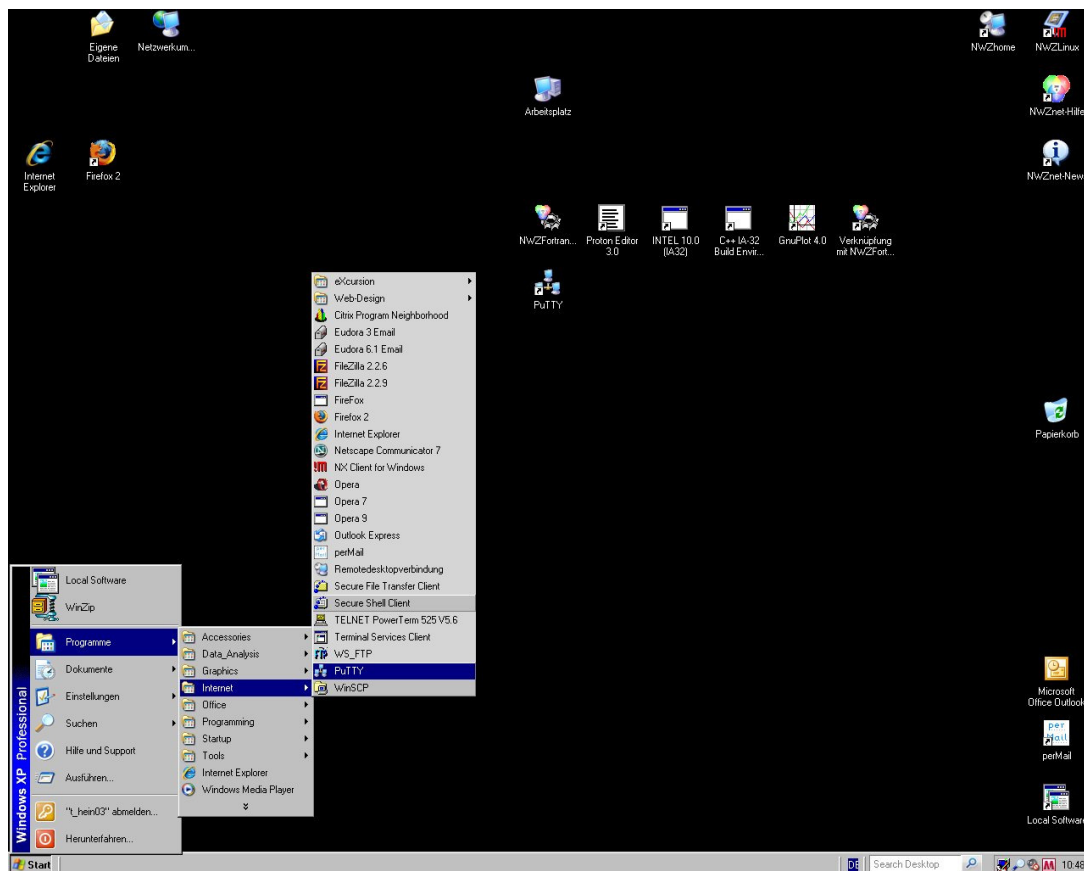 Eigene
Dateien
Netzwerkum...
NWZhome
NWZLinux
Arbeitsplatz
NWZnet-Hilfe
Internet
Explorer
Firefox 2
NWZnet-New
NWZFortran...
Proton Editor
3.0
INTEL 10.0
(IA32)
C++ IA-32
Build Envir...
GnuPlot 4.0
Verknüpfung
mit NWZFort...
PuTTY
eXcursion
Web-Design
Citrix Program Neighborhood
Eudora 3 Email
Eudora 6.1 Email
FileZilla 2.2.6
FileZilla 2.2.9
FireFox
Firefox 2
Internet Explorer
Netscape Communicator 7
NX Client for Windows
Opera
Opera 7
Opera 9
Outlook Express
perMail
Remotedesktopverbindung
Secure File Transfer Client
Secure Shell Client
TELNET PowerTerm 525 V5.6
Terminal Services Client
WS_FTP
PuTTY
WinSCP
Papierkorb
Microsoft
Office Outlook
per
Mail
perMail
Local Software
Local Software
WinZip
Programme
Dokumente
Einstellungen
Suchen
Hilfe und Support
Ausführen...
"t_hein03" abmelden...
Herunterfahren...
Windows XP Professional
Accessories
Data_Analysis
Graphics
Internet
Office
Programming
Startup
Tools
Internet Explorer
Windows Media Player
Start
DE
Search Desktop
10:48